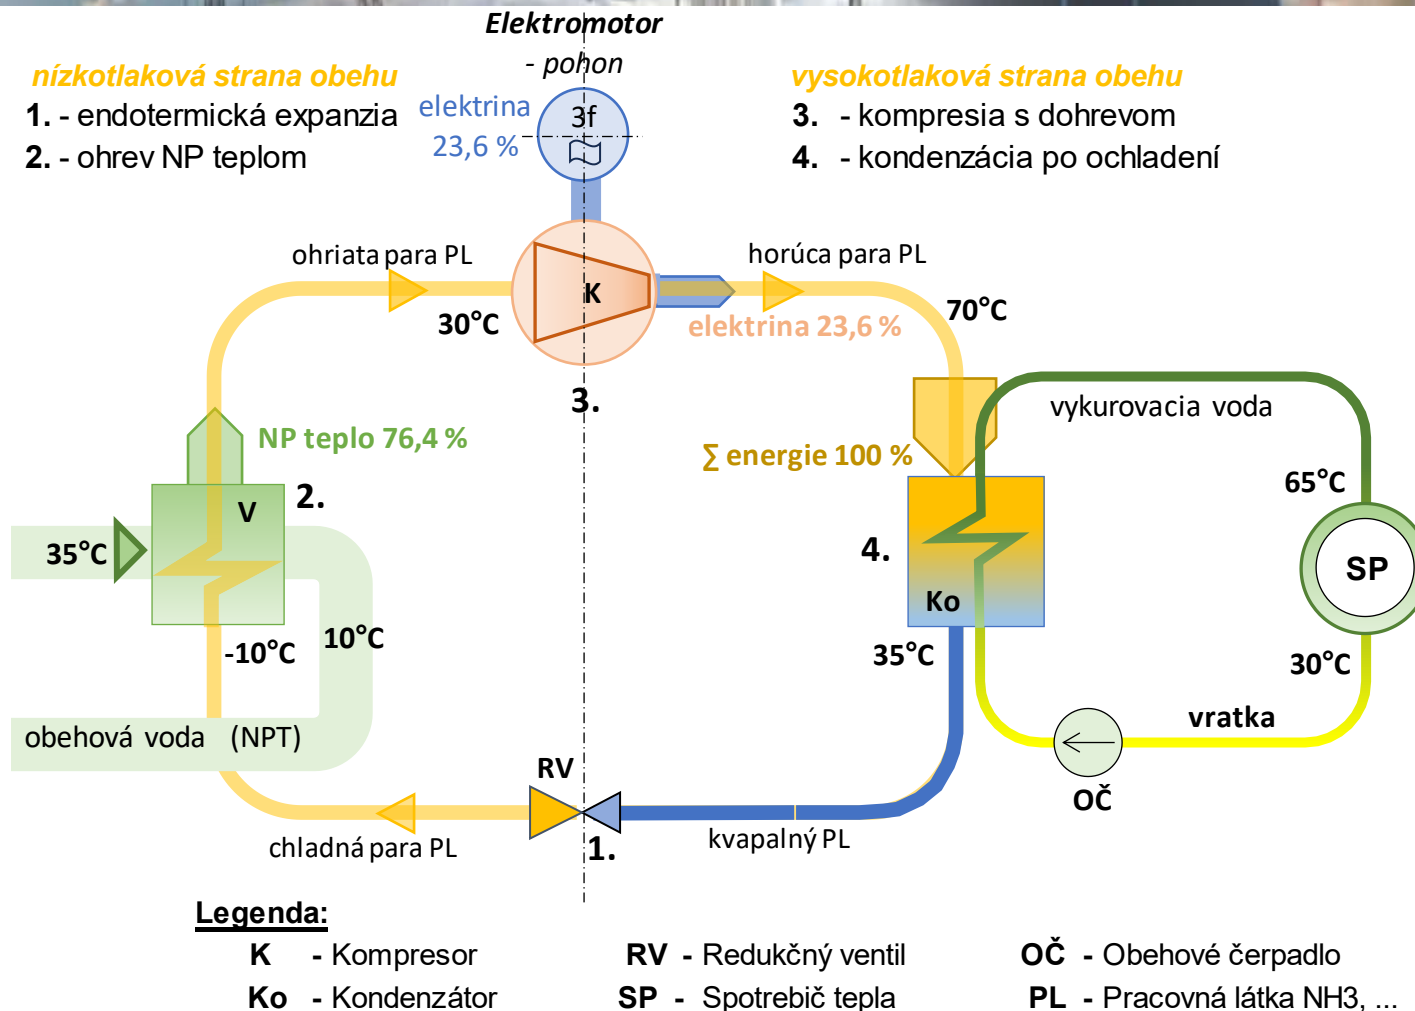 Elektromotor
- pohon
nízkotlaková strana obehu
1. - endotermická expanzia
2. - ohrev NP teplom
elektrina
23,6 %
3f
vysokotlaková strana obehu
3. - kompresia s dohrevom
4. - kondenzácia po ochladení
ohriata para PL
30°C
K
3.
horúca para PL
elektrina 23,6 %
70°C
NP teplo 76,4 %
2.
V
35°C
-10°C
10°C
obehová voda (NPT)
∑ energie 100 %
4.
Ko
35°C
vykurovacia voda
65°C
SP
30°C
vratka
OČ
RV
1.
chladná para PL
kvapalný PL
Legenda:
K - Kompresor
RV - Redukčný ventil
OČ - Obehové čerpadlo
Ko - Kondenzátor
SP - Spotrebič tepla
PL - Pracovná látka NH3, ...